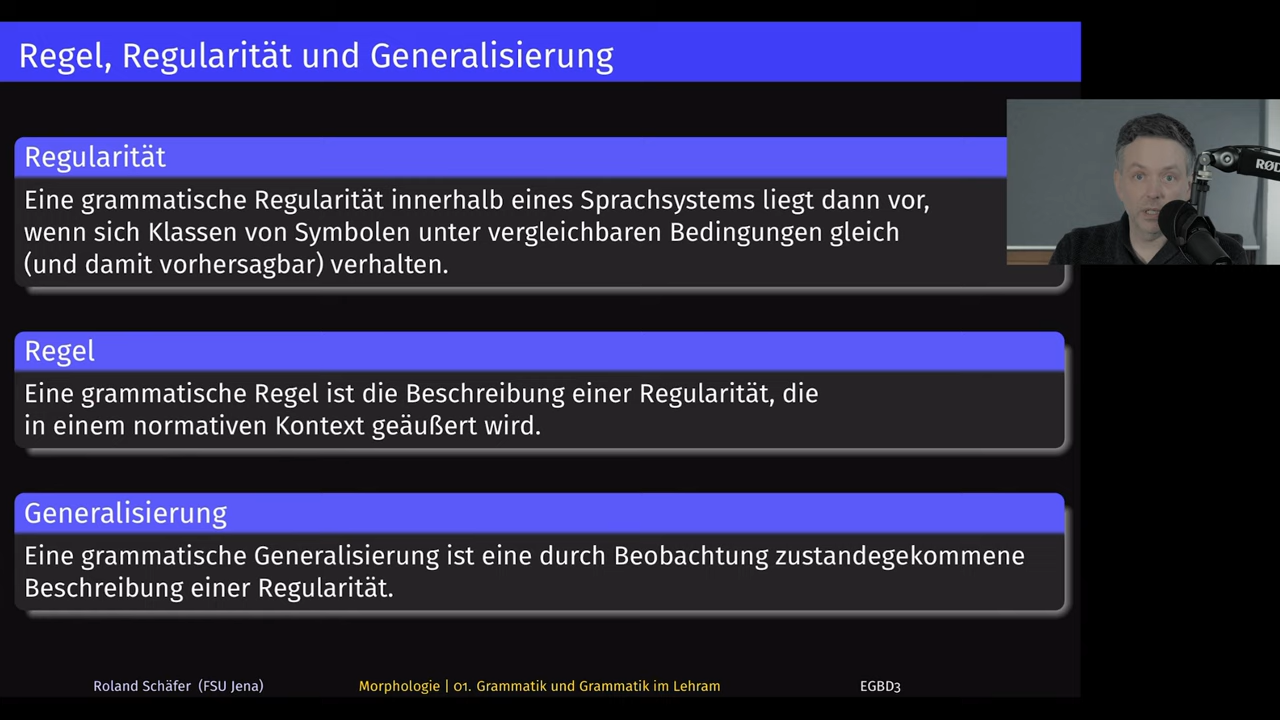 Regel, Regularität und Generalisierung
Regularität
Eine grammatische Regularität innerhalb eines Sprachsystems liegt dann vor,
wenn sich Klassen von Symbolen unter vergleichbaren Bedingungen gleich
(und damit vorhersagbar) verhalten.
RØD
Regel
Eine grammatische Regel ist die Beschreibung einer Regularität, die
in einem normativen Kontext geäußert wird.
Generalisierung
Eine grammatische Generalisierung ist eine durch Beobachtung zustandegekommene
Beschreibung einer Regularität.
Roland Schäfer (FSU Jena)
Morphologie | 01. Grammatik und Grammatik im Lehram
EGBD3